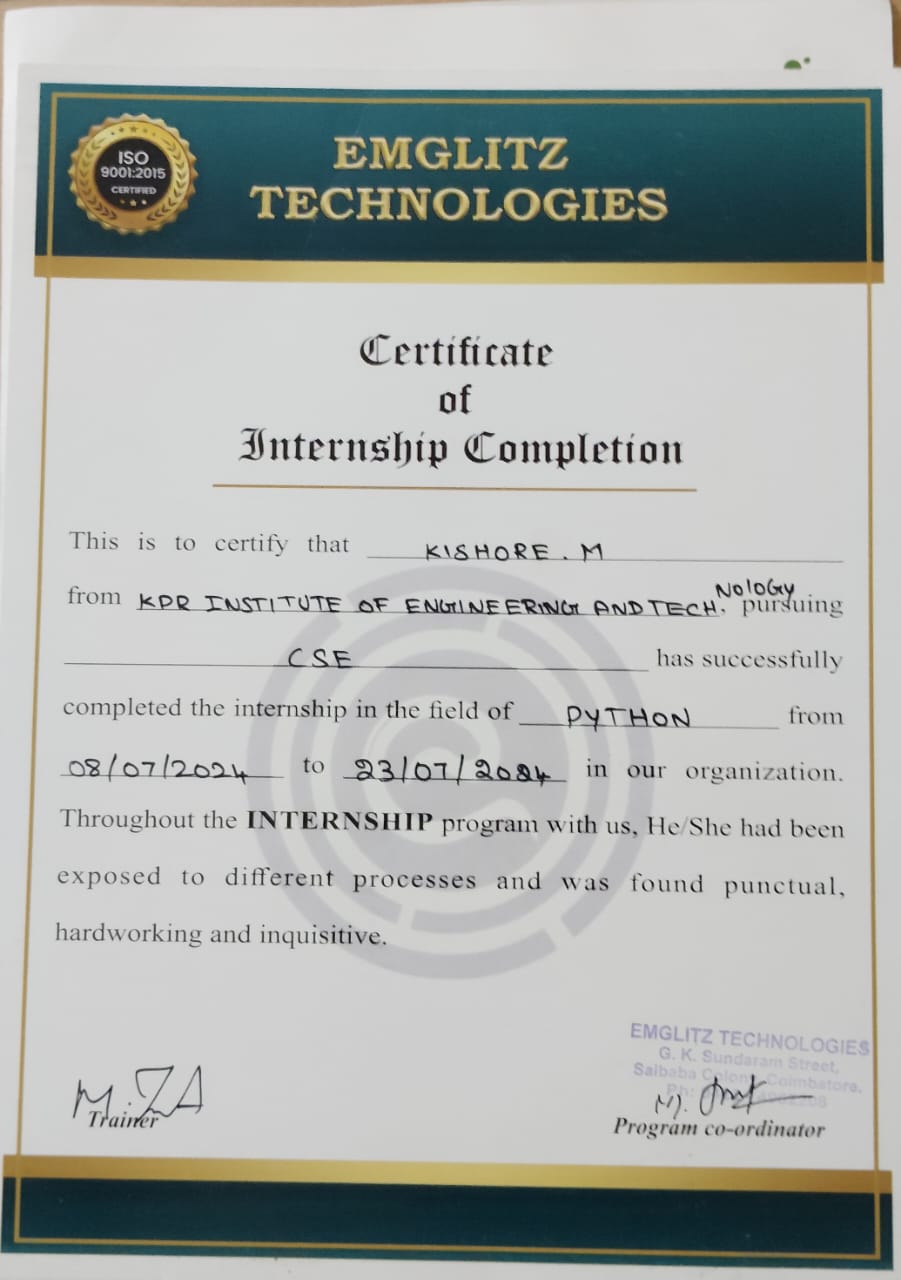 ISO
9001:2015
CERTIFIED
EMGLITZ
TECHNOLOGIES
Certificate
of
Internship Completion
This is to certify that KISHORE . M
from KPR INSTITUTE OF ENGINEERING AND TECH. NOlOGY pursuing
CSE has successfully
completed the internship in the field of PYTHON from
08/07/2024 to 23/07/2024 in our organization.
Throughout the INTERNSHIP program with us, He/She had been
exposed to different processes and was found punctual,
hardworking and inquisitive.
EMGLITZ TECHNOLOGIES
G. K. Sundaram Street,
Saibaba Colony, Coimbatore.
Ph:
Trainer
Program co-ordinator